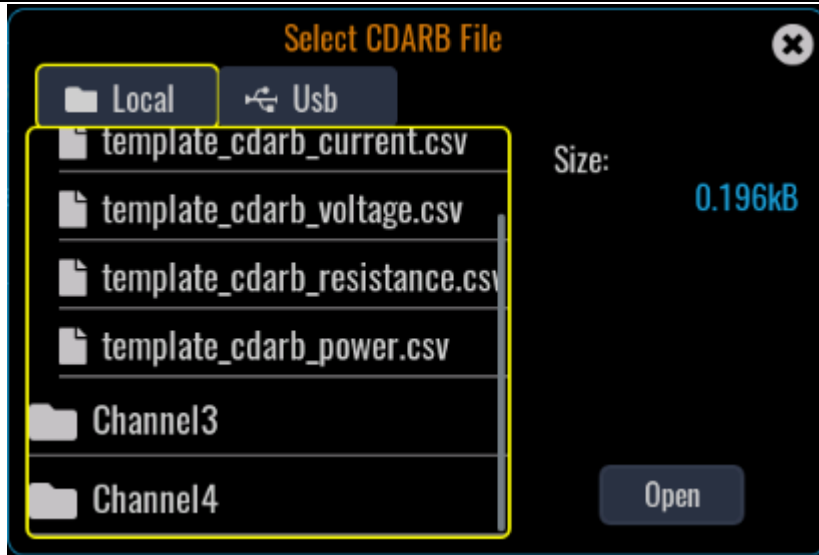 Select CDARB File
Local
Usb
template_cdarb_current.csv
template_cdarb_voltage.csv
template_cdarb_resistance.csv
template_cdarb_power.csv
Channel3
Channel4
Size:
0.196kB
Open